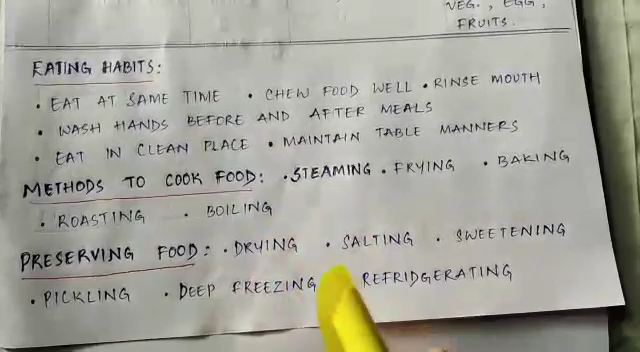 VEG., EGG,
FRUITS.
EATING HABITS:
• EAT AT SAME TIME • CHEW FOOD WELL • RINSE MOUTH
• WASH HANDS BEFORE AND AFTER MEALS
• EAT IN CLEAN PLACE • MAINTAIN TABLE MANNERS
METHODS TO COOK FOOD: • STEAMING • FRYING • BAKING
• ROASTING • BOILING
PRESERVING FOOD: • DRYING • SALTING • SWEETENING
• PICKLING • DEEP FREEZING REFRIDGERATING